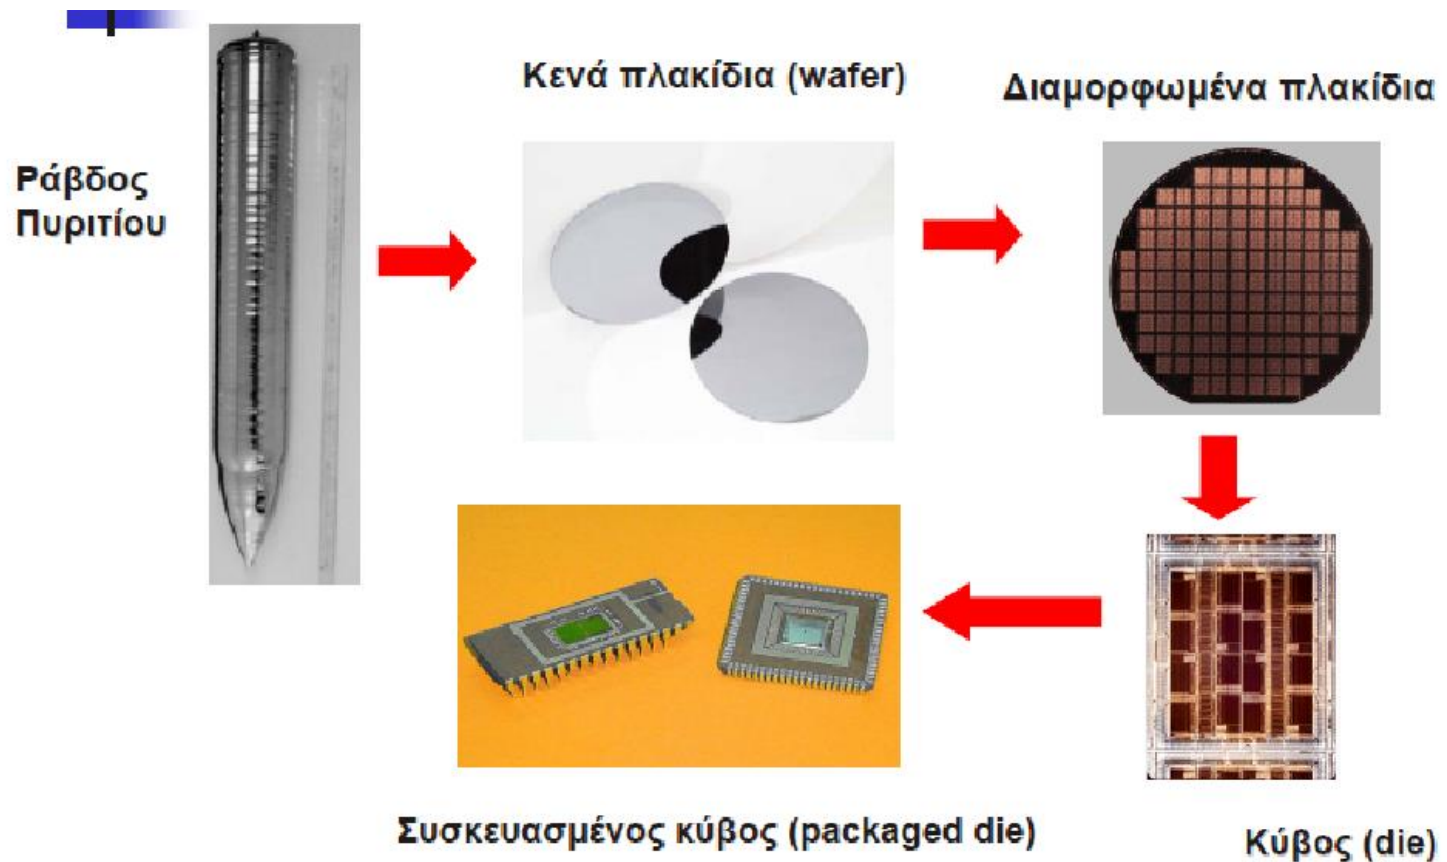 Κενά πλακίδια (wafer)
Διαμορφωμένα πλακίδια
Ράβδος
Πυριτίου
Συσκευασμένος κύβος (packaged die)
Κύβος (die)